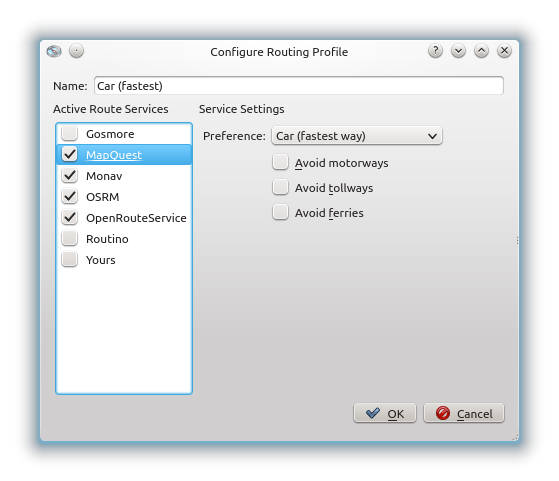 Configure Routing Profile
?
Name: Car (fastest)
Active Route Services
Service Settings
Gosmore
MapQuest
Monav
OSRM
OpenRouteService
Routino
Yours
Preference: Car (fastest way)
Avoid motorways
Avoid tollways
Avoid ferries
OK
Cancel